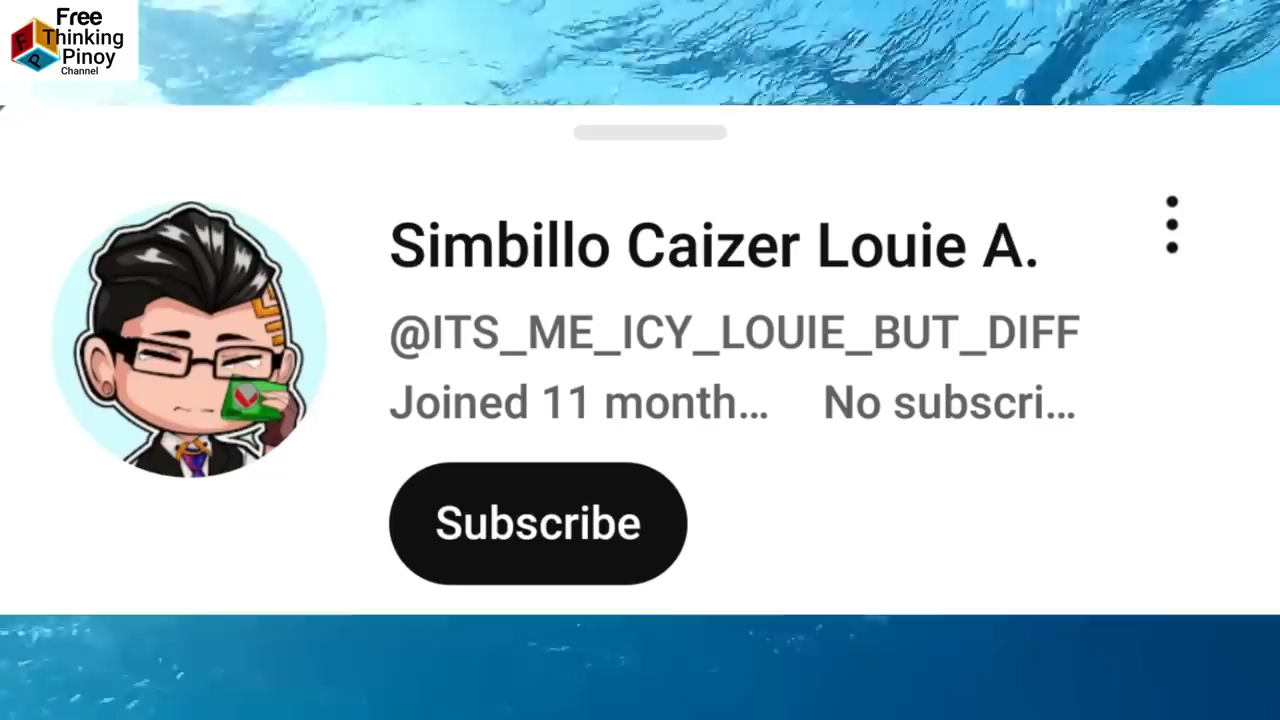 Free
Thinking
Pinoy
Channel
F
P
Simbillo Caizer Louie A.
@ITS_ME_ICY_LOUIE_BUT_DIFF
Joined 11 month… No subscri…
Subscribe